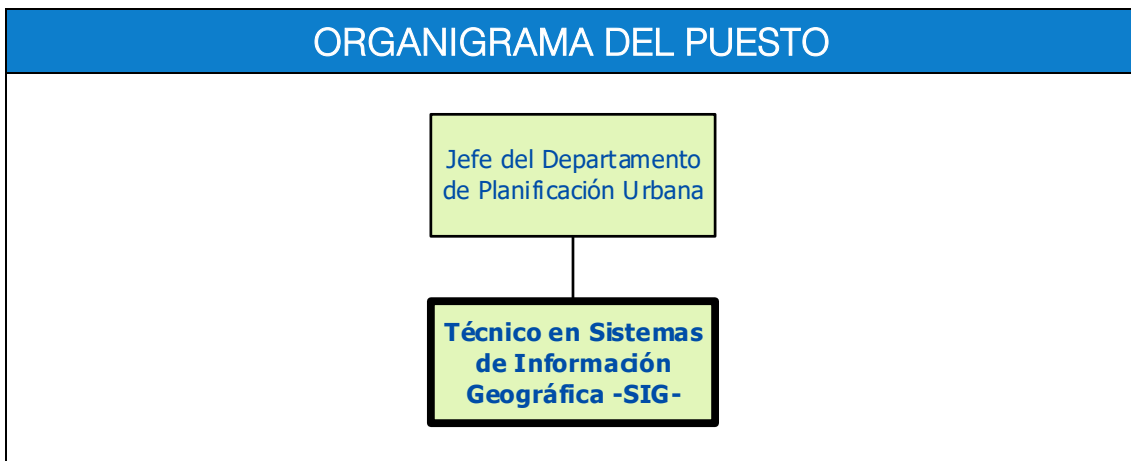 ORGANIGRAMA DEL PUESTO
Jefe del Departamento
de Planificación Urbana
Técnico en Sistemas
de Información
Geográfica -SIG-